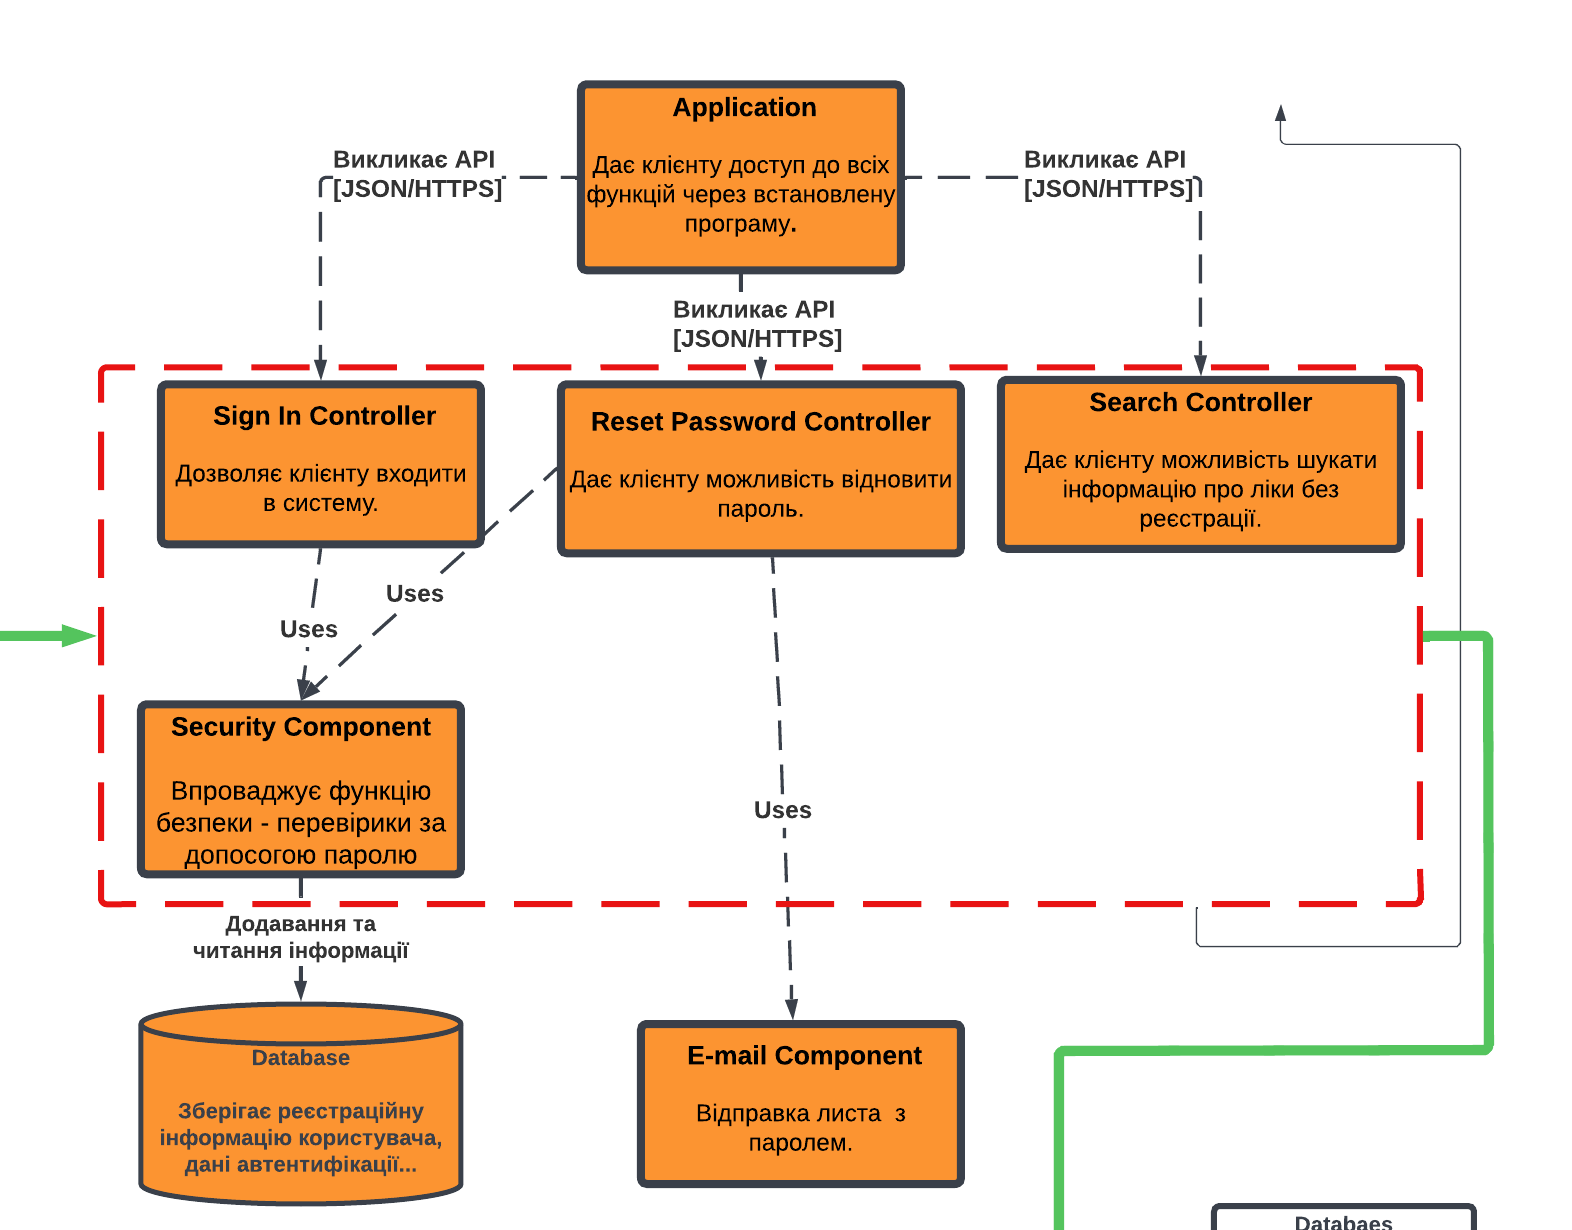 Application
Дає клієнту доступ до всіх
функцій через встановлену
програму.
Викликає API
[JSON/HTTPS]
Викликає API
[JSON/HTTPS]
Викликає API
[JSON/HTTPS]
Sign In Controller
Дозволяє клієнту входити
в систему.
Reset Password Controller
Дає клієнту можливість відновити
пароль.
Search Controller
Дає клієнту можливість шукати
інформацію про ліки без
реєстрації.
Uses
Uses
Security Component
Впроваджує функцію
безпеки - перевірики за
допосогою паролю
Uses
Додавання та
читання інформації
Database
Зберігає реєстраційну
інформацію користувача,
дані автентифікації...
E-mail Component
Відправка листа з
паролем.
Databaes